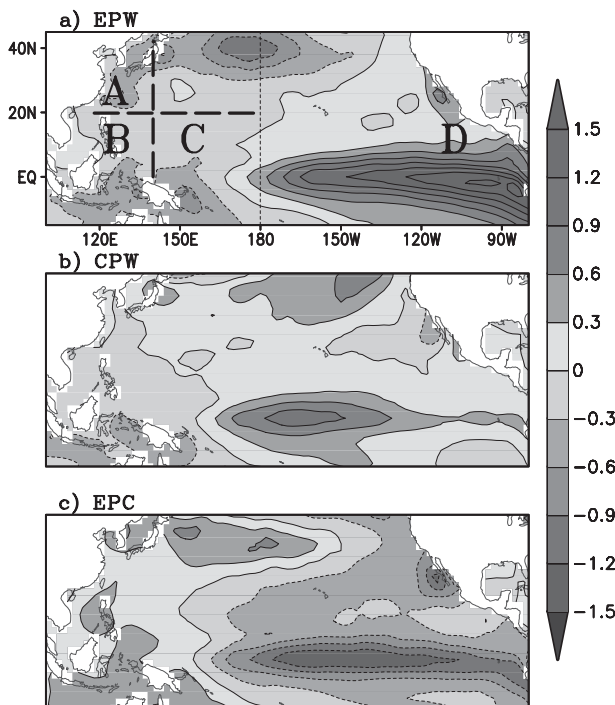 a) EPW
40N
20N
EQ
A
B
C
D
120E 150E 180 150W 120W 90W
b) CPW
c) EPC
1.5
1.2
0.9
0.6
0.3
0
-0.3
-0.6
-0.9
-1.2
-1.5